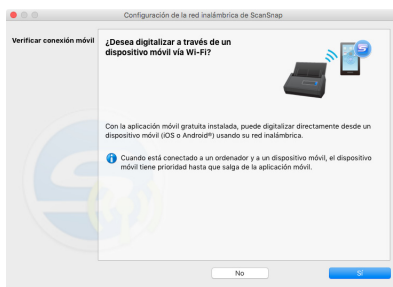 Configuración de la red inalámbrica de ScanSnap
Verificar conexión móvil
¿Desea digitalizar a través de un
dispositivo móvil vía Wi-Fi?
Con la aplicación móvil gratuita instalada, puede digitalizar directamente desde un
dispositivo móvil (iOS o Android®) usando su red inalámbrica.
Cuando está conectado a un ordenador y a un dispositivo móvil, el dispositivo
móvil tiene prioridad hasta que salga de la aplicación móvil.
No
Sí